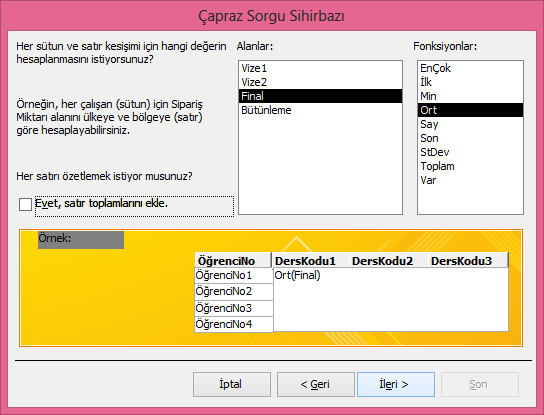 Çapraz Sorgu Sihirbazı
Her sütun ve satır kesişimi için hangi değerin
hesaplanmasını istiyorsunuz?
Örneğin, her çalışan (sütun) için Sipariş
Miktarı alanını ülkeye ve bölgeye (satır)
göre hesaplayabilirsiniz.
Her satırı özetlemek istiyor musunuz?
Evet, satır toplamlarını ekle.
Alanlar:
Vize1
Vize2
Final
Bütünleme
Fonksiyonlar:
EnÇok
İlk
Min
Ort
Say
Son
StDev
Toplam
Var
Örnek:
ÖğrenciNo DersKodu1 DersKodu2 DersKodu3
ÖğrenciNo1 Ort(Final)
ÖğrenciNo2
ÖğrenciNo3
ÖğrenciNo4
İptal < Geri İleri > Son